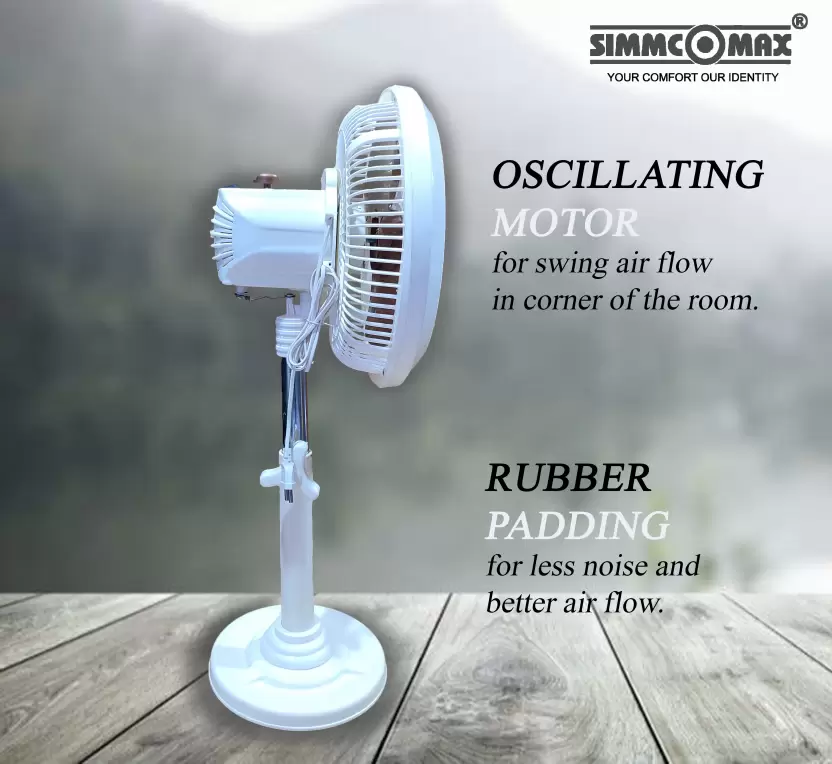 SIMMCOMAX®
YOUR COMFORT OUR IDENTITY
OSCILLATING
MOTOR
for swing air flow
in corner of the room.
RUBBER
PADDING
for less noise and
better air flow.